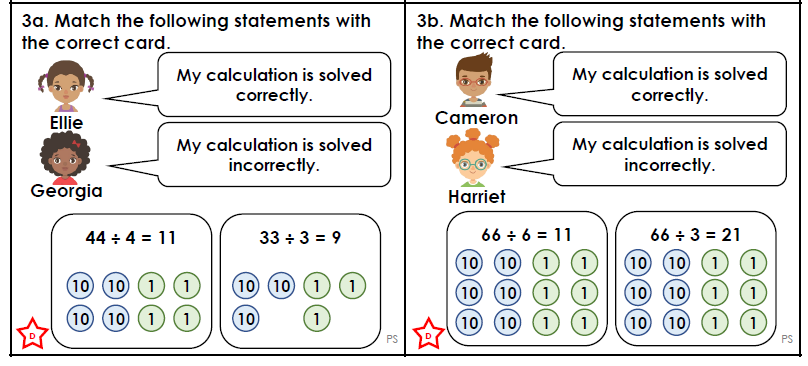 3a. Match the following statements with
the correct card.
My calculation is solved
correctly.
Ellie
My calculation is solved
incorrectly.
Georgia
44 ÷ 4 = 11
10 10 1 1
10 10 1 1
33 ÷ 3 = 9
10 10 1 1
10 1
D
PS
3b. Match the following statements with
the correct card.
My calculation is solved
correctly.
Cameron
My calculation is solved
incorrectly.
Harriet
66 ÷ 6 = 11
10 10 1 1
10 10 1 1
10 10 1 1
66 ÷ 3 = 21
10 10 1 1
10 10 1 1
10 10 1 1
D
PS